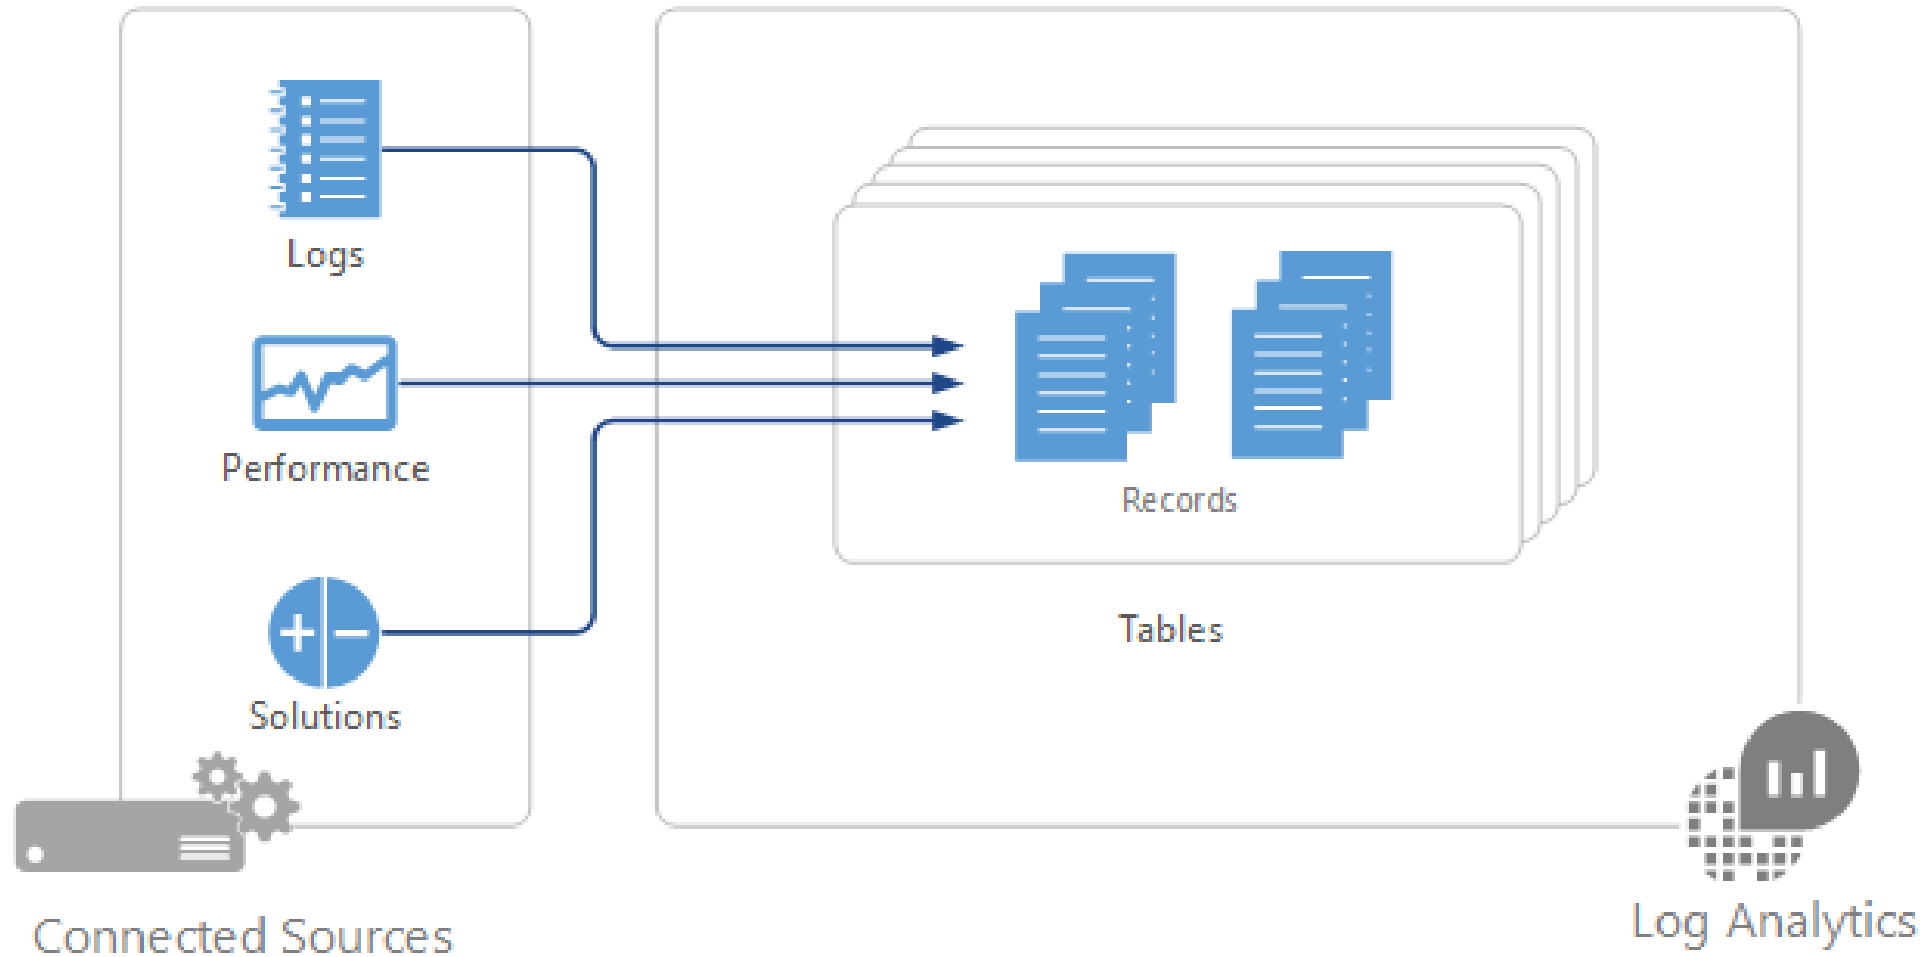 Logs
Performance
Solutions
Records
Tables
Connected Sources
Log Analytics